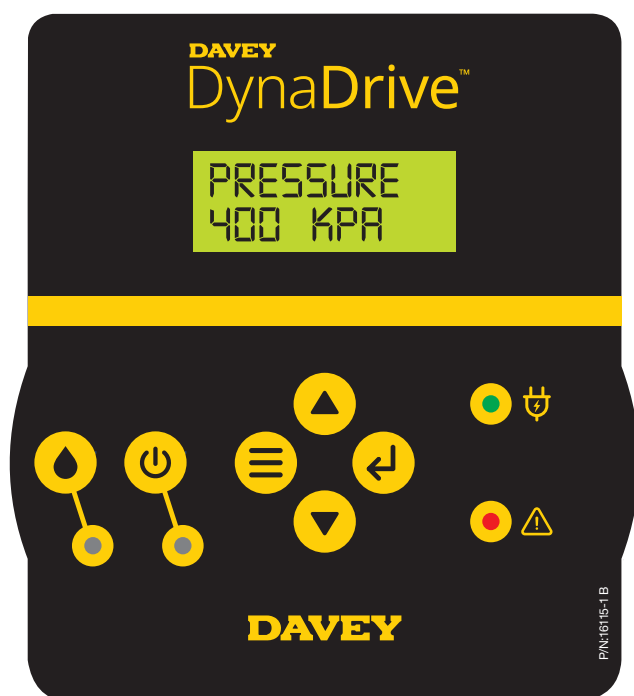 DAVEY
DynaDrive™
PRESSURE
400 KPA
DAVEY
P/N:16115-1 B